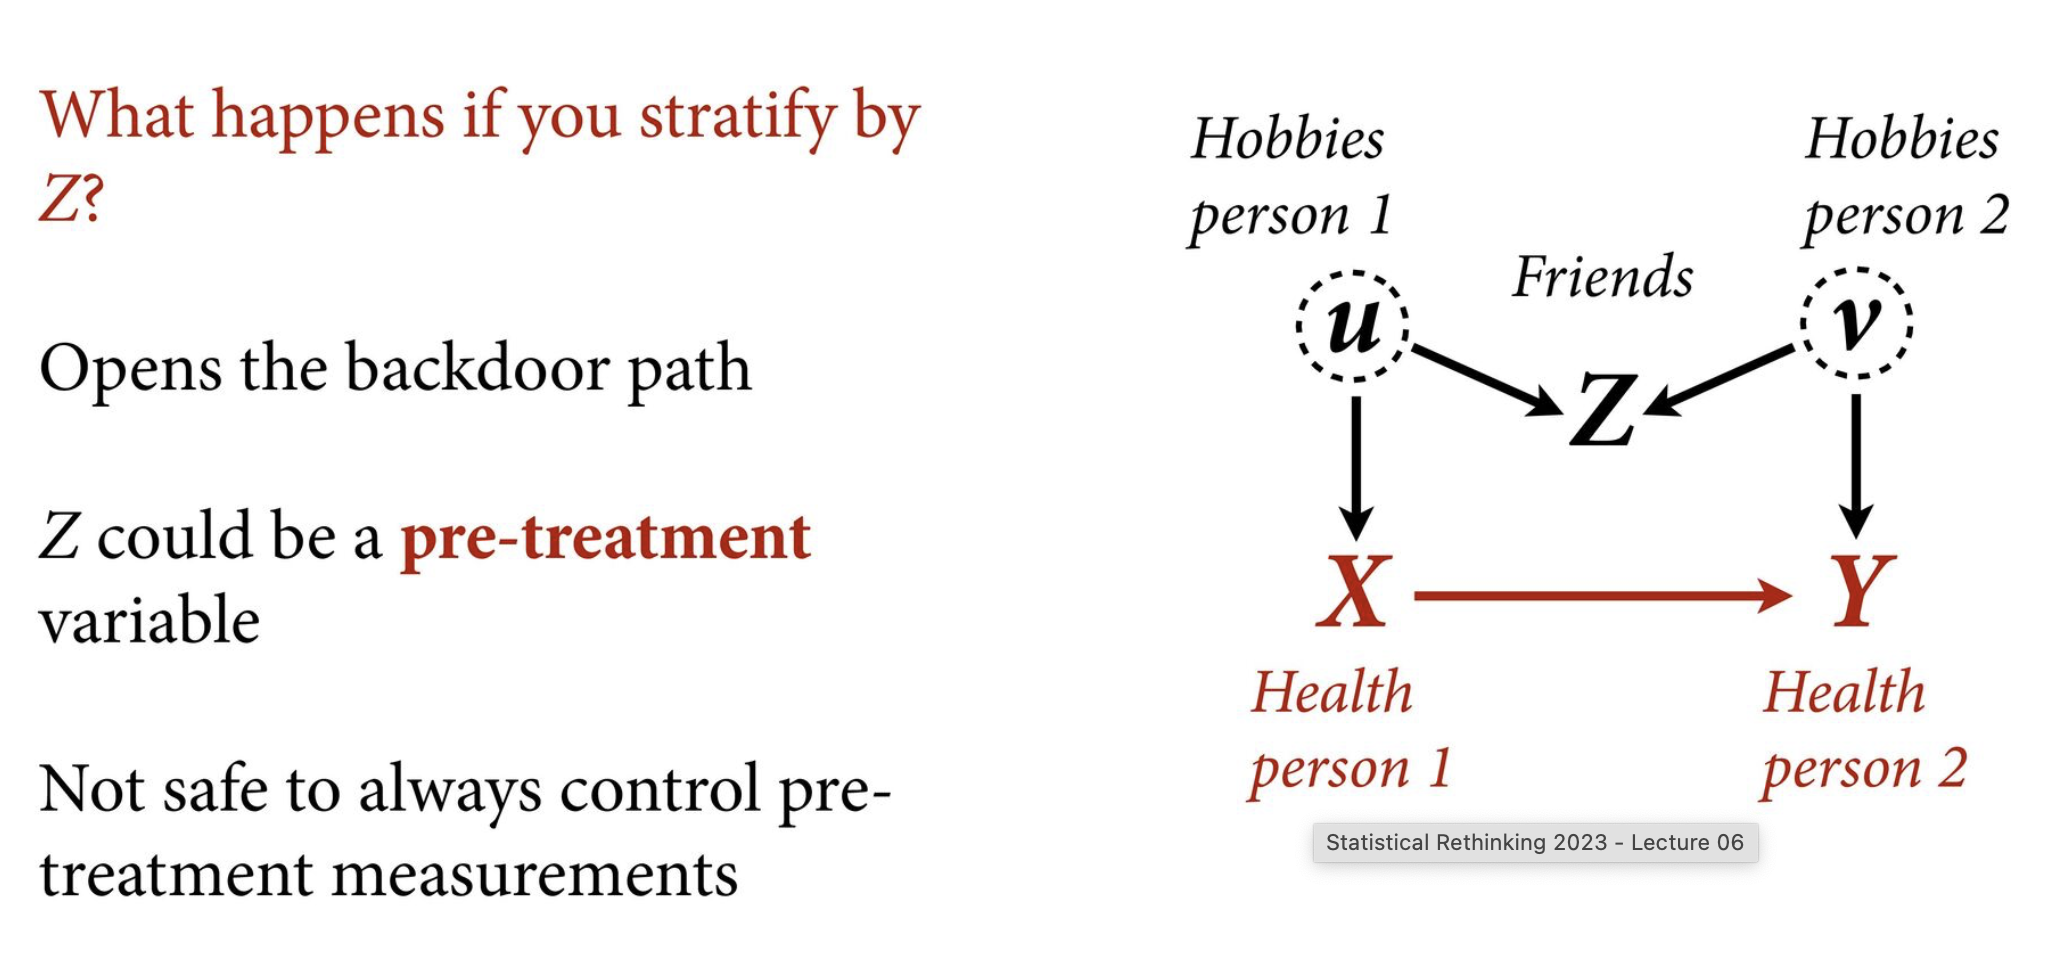 What happens if you stratify by
Z?
Opens the backdoor path
Z could be a pre-treatment
variable
Not safe to always control pre-
treatment measurements
Hobbies
person 1
Hobbies
person 2
Friends
u
v
Z
X
Y
Health
person 1
Health
person 2
Statistical Rethinking 2023 - Lecture 06